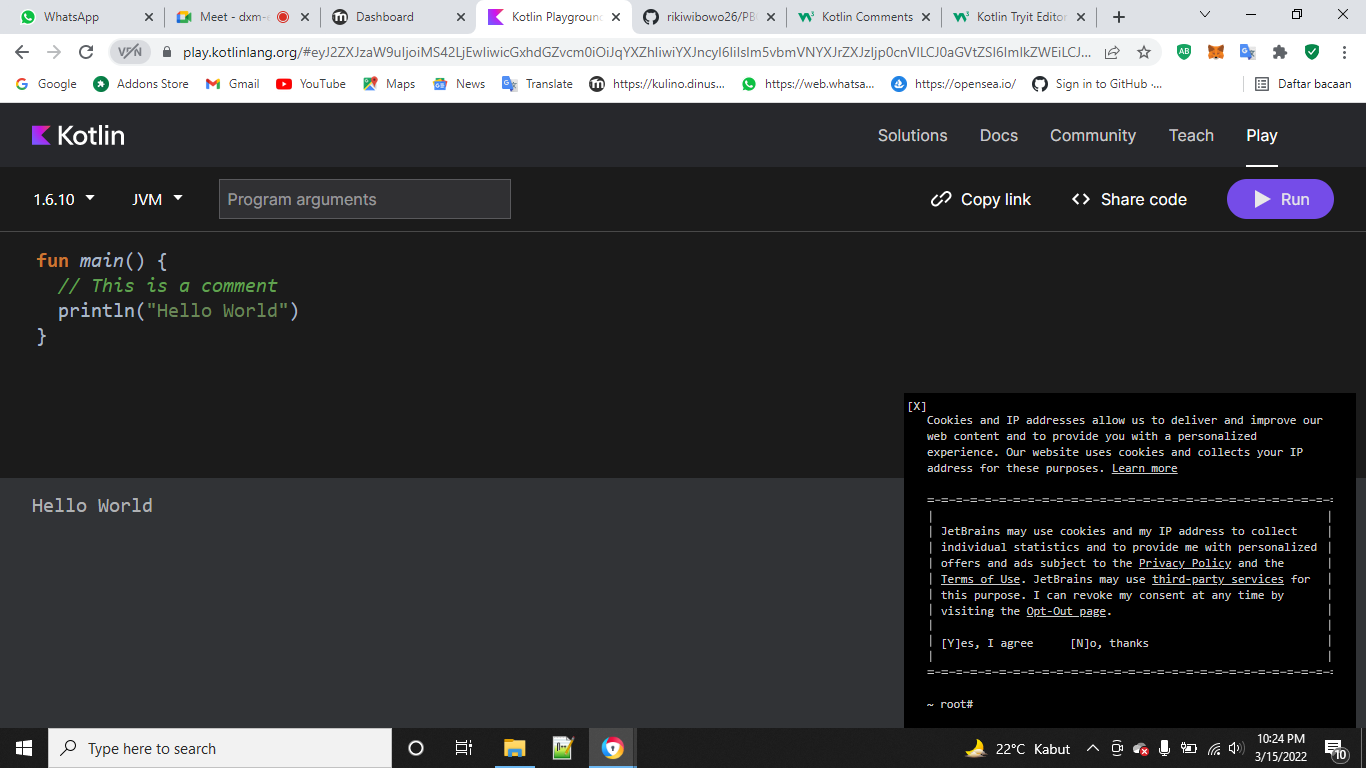 WhatsApp
Meet - dxm-s
Dashboard
Kotlin Playground
rikiwibowo26/PB
Kotlin Comments
Kotlin Tryit Editor
VPN
play.kotlinlang.org/#eyJ2ZXJzaW9uIjoiMS42LjEwIiwicGxhdGZvcm0iOiJqYXZhIiwiYXJncyI6IiIsIm5vbmVNYXJrZXJzIjp0cnVlLCJ0aGVtZSI6ImlkZWEiLCJ...
Google
Addons Store
Gmail
YouTube
Maps
News
Translate
https://kulino.dinus...
https://web.whatsa...
https://opensea.io/
Sign in to GitHub ·...
Daftar bacaan
Kotlin
Solutions
Docs
Community
Teach
Play
1.6.10
JVM
Program arguments
Copy link
Share code
Run
fun main() {
// This is a comment
println("Hello World")
}
Hello World
[X]
Cookies and IP addresses allow us to deliver and improve our
web content and to provide you with a personalized
experience. Our website uses cookies and collects your IP
address for these purposes. Learn more
JetBrains may use cookies and my IP address to collect
individual statistics and to provide me with personalized
offers and ads subject to the Privacy Policy and the
Terms of Use. JetBrains may use third-party services for
this purpose. I can revoke my consent at any time by
visiting the Opt-Out page.
[Y]es, I agree [N]o, thanks
~ root#
Type here to search
22°C Kabut
10:24 PM
3/15/2022
10